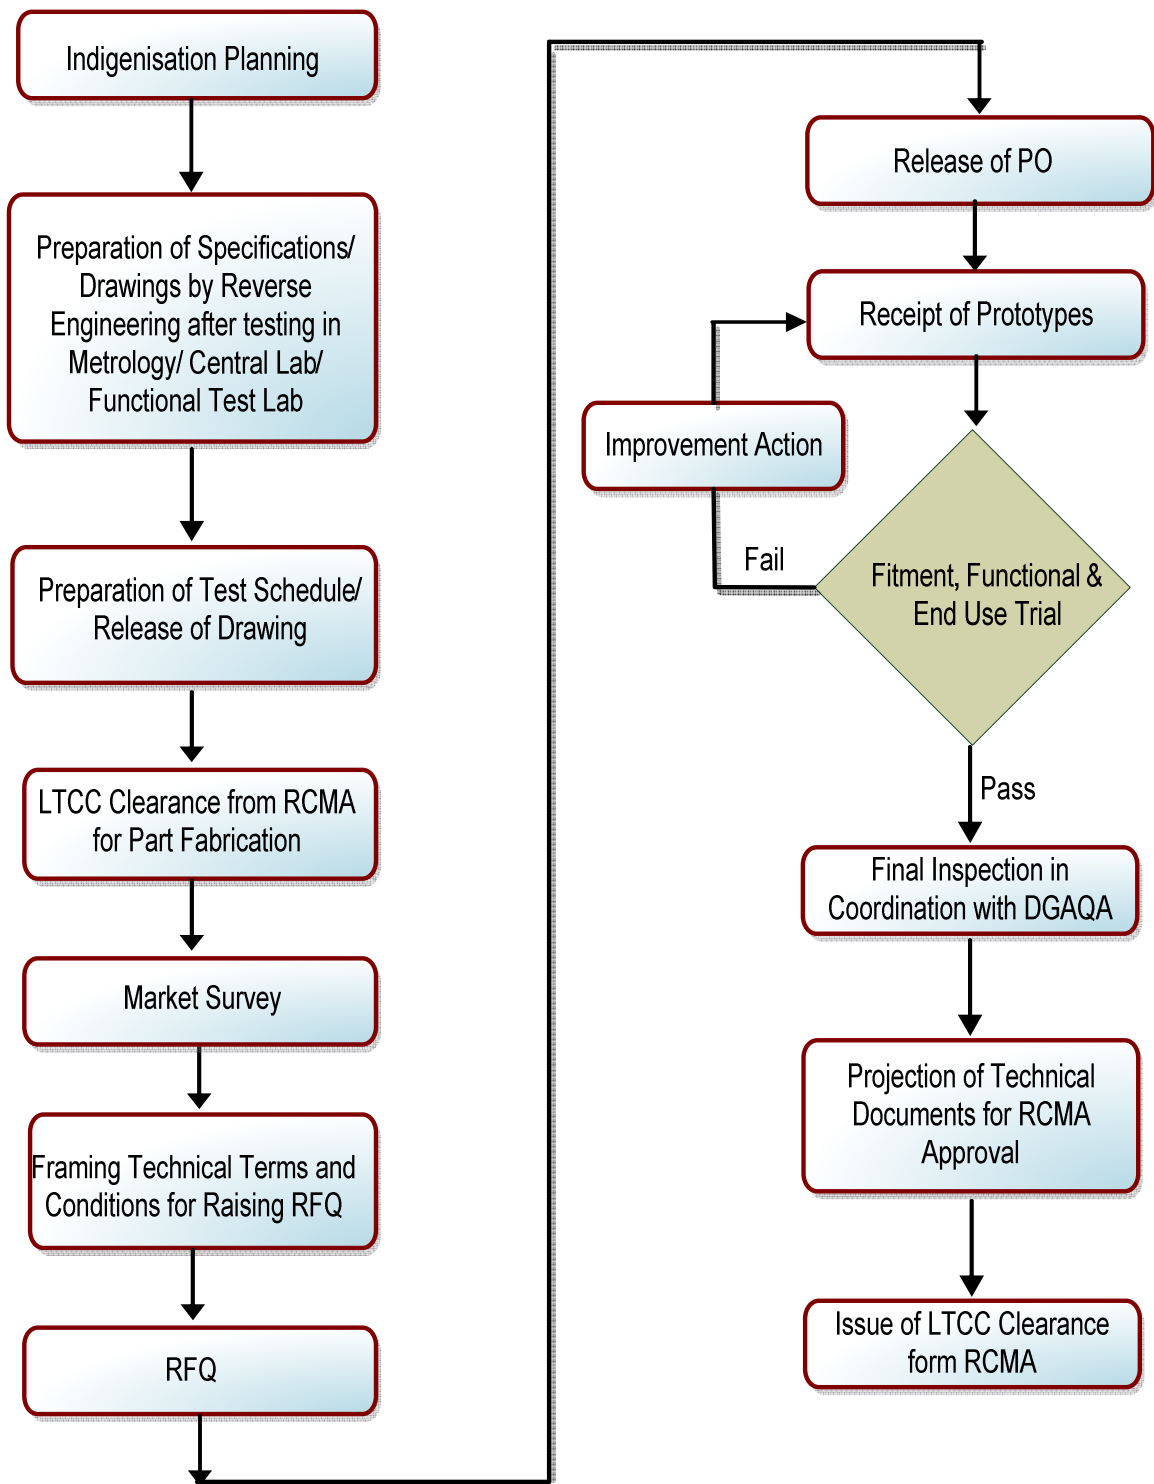 Indigenisation Planning
Preparation of Specifications/
Drawings by Reverse
Engineering after testing in
Metrology/ Central Lab/
Functional Test Lab
Preparation of Test Schedule/
Release of Drawing
LTCC Clearance from RCMA
for Part Fabrication
Market Survey
Framing Technical Terms and
Conditions for Raising RFQ
RFQ
Release of PO
Receipt of Prototypes
Improvement Action
Fail
Fitment, Functional &
End Use Trial
Pass
Final Inspection in
Coordination with DGAQA
Projection of Technical
Documents for RCMA
Approval
Issue of LTCC Clearance
form RCMA